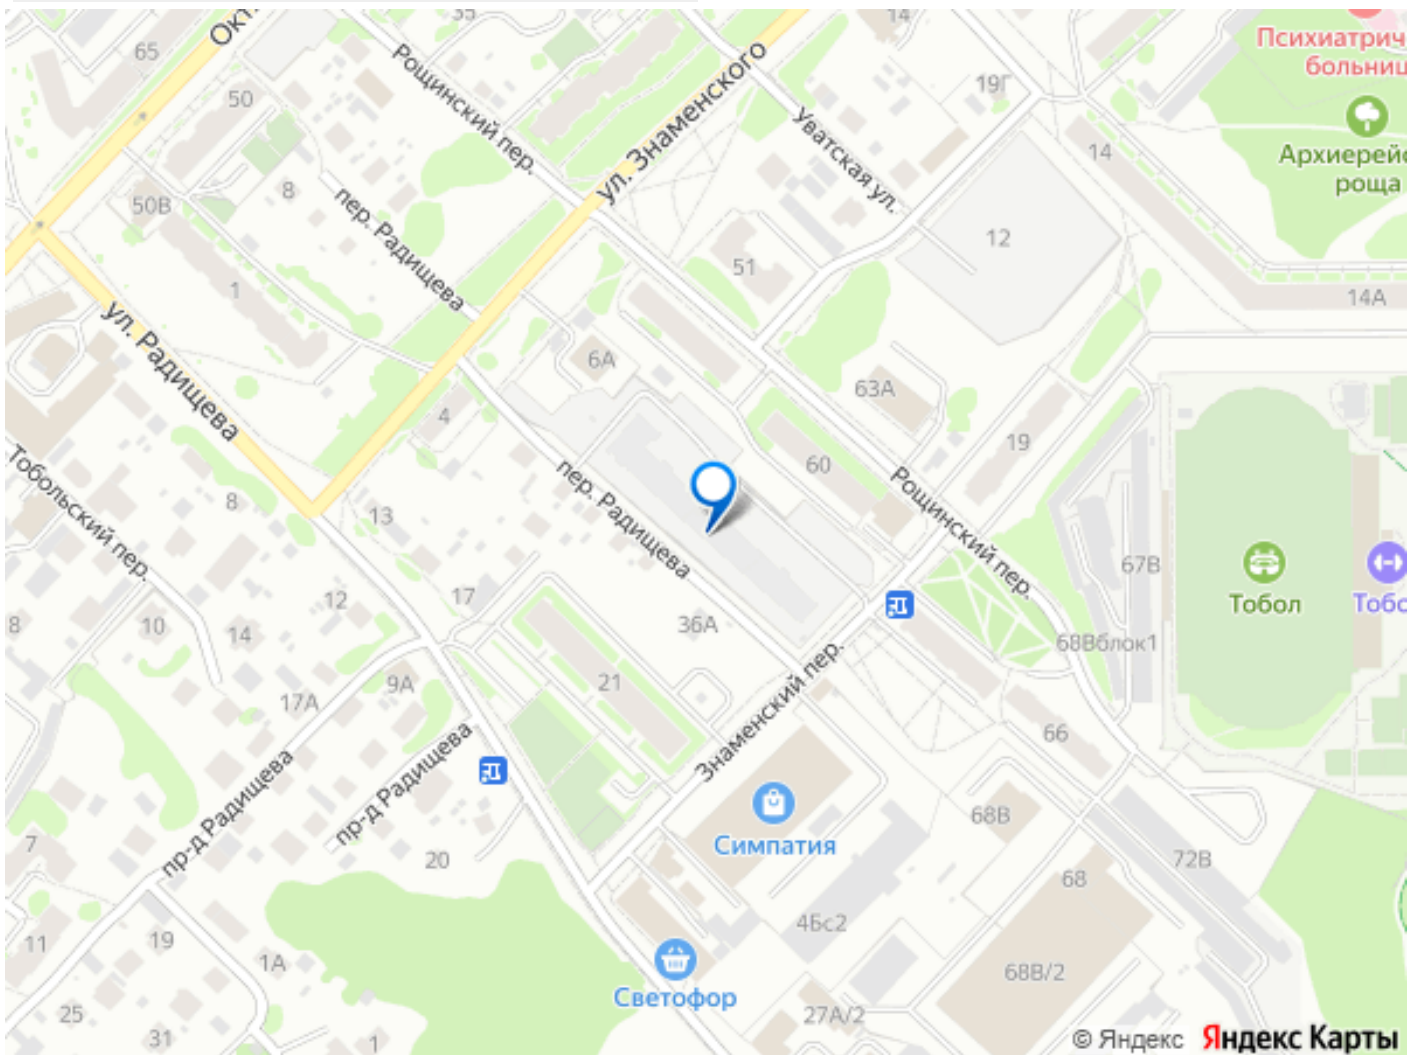 35
14
Окт
65
Рощинский пер.
ул. Знаменского
Психиатрич
больниц
19Г
50
Уватская ул.
14
Архиерейс
роща
8
50В
пер. Радищева
12
51
1
14А
ул. Радищева
6А
63А
4
19
60
Тобольский пер.
пер. Радищева
Рощинский пер.
8
13
67В
Тобол
Тобо
12
17
8
10
14
36А
68Вблок1
Знаменский пер.
9А
21
17А
66
пр-д Радищева
пр-д Радищева
Симпатия
68В
7
20
72В
68
4Бс2
11
19
1А
68В/2
Светофор
25
27А/2
31
1
© Яндекс Яндекс Карты